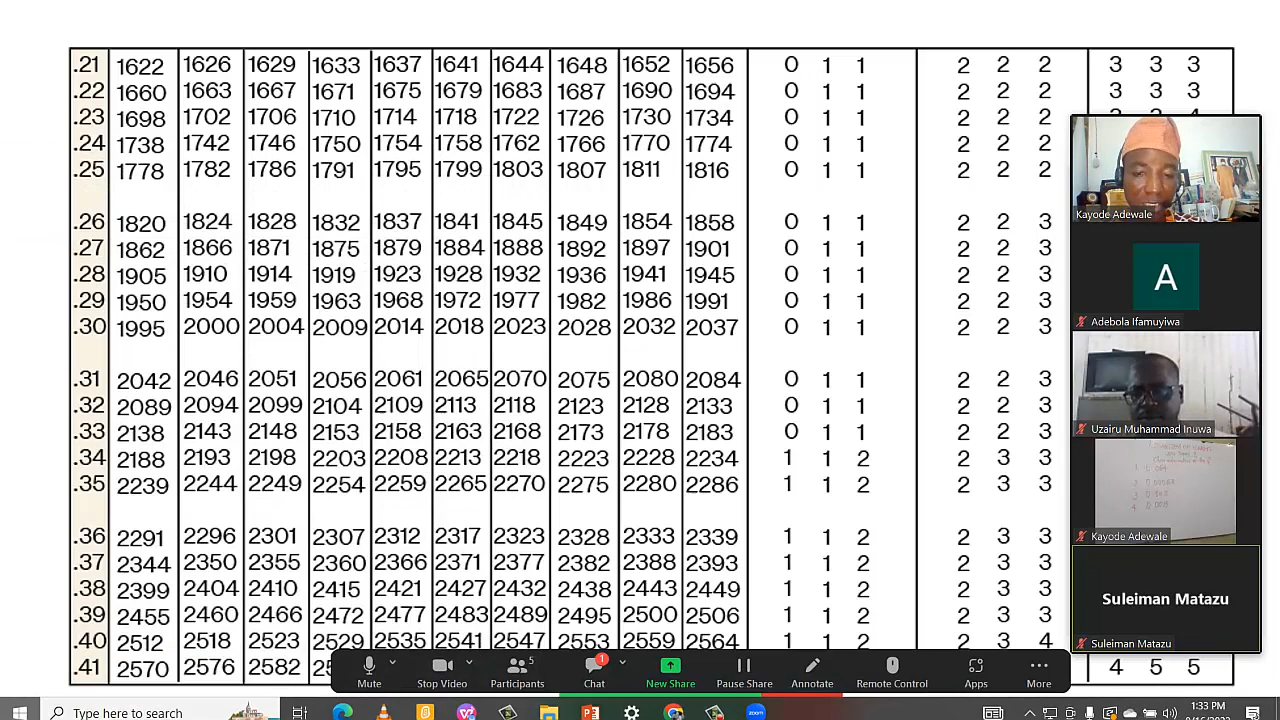 .21 1622 1626 1629 1633 1637 1641 1644 1648 1652 1656 0 1 1 2 2 2 3 3 3
.22 1660 1663 1667 1671 1675 1679 1683 1687 1690 1694 0 1 1 2 2 2 3 3 3
.23 1698 1702 1706 1710 1714 1718 1722 1726 1730 1734 0 1 1 2 2 2
.24 1738 1742 1746 1750 1754 1758 1762 1766 1770 1774 0 1 1 2 2 2
.25 1778 1782 1786 1791 1795 1799 1803 1807 1811 1816 0 1 1 2 2 2
.26 1820 1824 1828 1832 1837 1841 1845 1849 1854 1858 0 1 1 2 2 3
.27 1862 1866 1871 1875 1879 1884 1888 1892 1897 1901 0 1 1 2 2 3
.28 1905 1910 1914 1919 1923 1928 1932 1936 1941 1945 0 1 1 2 2 3
.29 1950 1954 1959 1963 1968 1972 1977 1982 1986 1991 0 1 1 2 2 3
.30 1995 2000 2004 2009 2014 2018 2023 2028 2032 2037 0 1 1 2 2 3
.31 2042 2046 2051 2056 2061 2065 2070 2075 2080 2084 0 1 1 2 2 3
.32 2089 2094 2099 2104 2109 2113 2118 2123 2128 2133 0 1 1 2 2 3
.33 2138 2143 2148 2153 2158 2163 2168 2173 2178 2183 0 1 1 2 2 3
.34 2188 2193 2198 2203 2208 2213 2218 2223 2228 2234 1 1 2 2 3 3
.35 2239 2244 2249 2254 2259 2265 2270 2275 2280 2286 1 1 2 2 3 3
.36 2291 2296 2301 2307 2312 2317 2323 2328 2333 2339 1 1 2 2 3 3
.37 2344 2350 2355 2360 2366 2371 2377 2382 2388 2393 1 1 2 2 3 3
.38 2399 2404 2410 2415 2421 2427 2432 2438 2443 2449 1 1 2 2 3 3
.39 2455 2460 2466 2472 2477 2483 2489 2495 2500 2506 1 1 2 2 3 3
.40 2512 2518 2523 2529 2535 2541 2547 2553 2559 2564 1 1 2 2 3 4
.41 2570 2576 2582 4 5 5
Kayode Adewale
A
Adebola Ifamuyiwa
Uzairu Muhammad Inuwa
Kayode Adewale
Suleiman Matazu
Suleiman Matazu
5
1
Mute Stop Video Participants Chat New Share Pause Share Annotate Remote Control Apps More
Type here to search
zoom
1:33 PM